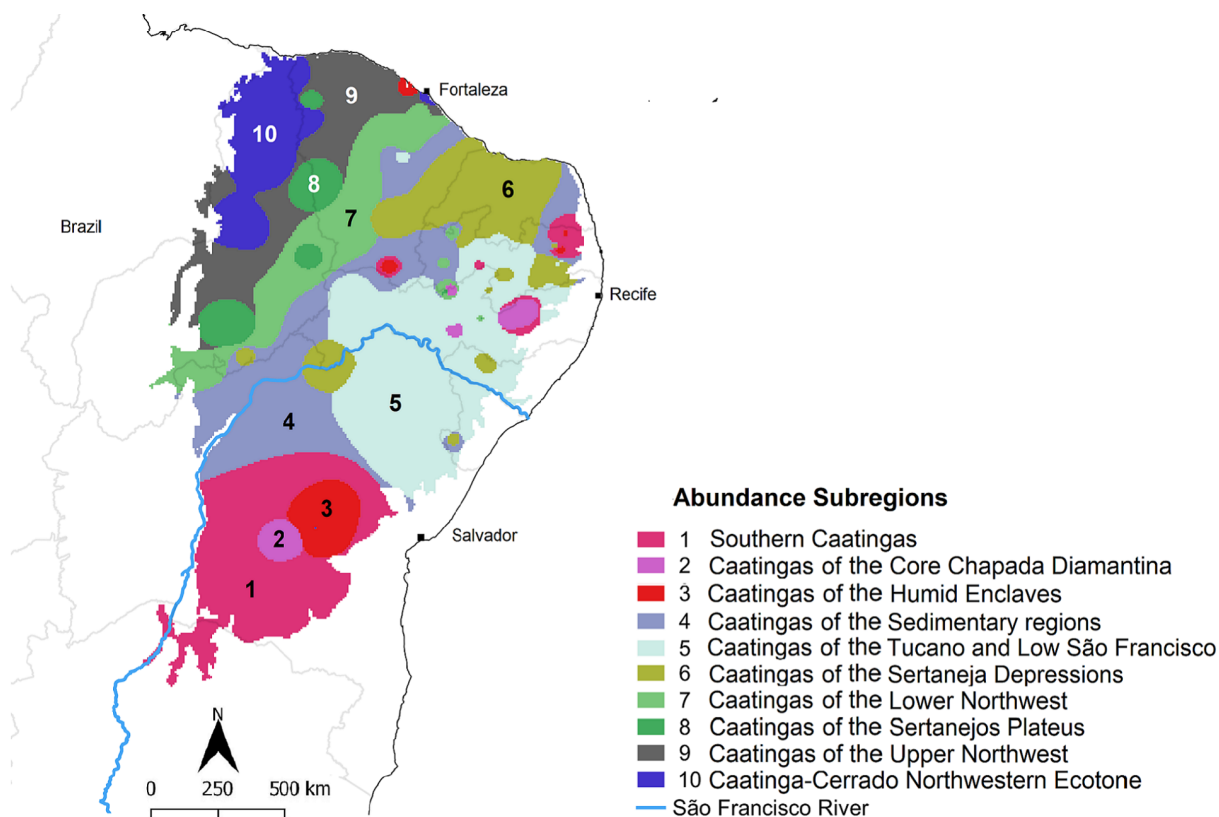 Fortaleza
9
10
8
6
7
Brazil
Recife
5
4
3
2
Salvador
1
N
0 250 500 km
Abundance Subregions
1 Southern Caatingas
2 Caatingas of the Core Chapada Diamantina
3 Caatingas of the Humid Enclaves
4 Caatingas of the Sedimentary regions
5 Caatingas of the Tucano and Low São Francisco
6 Caatingas of the Sertaneja Depressions
7 Caatingas of the Lower Northwest
8 Caatingas of the Sertanejos Plateus
9 Caatingas of the Upper Northwest
10 Caatinga-Cerrado Northwestern Ecotone
São Francisco River